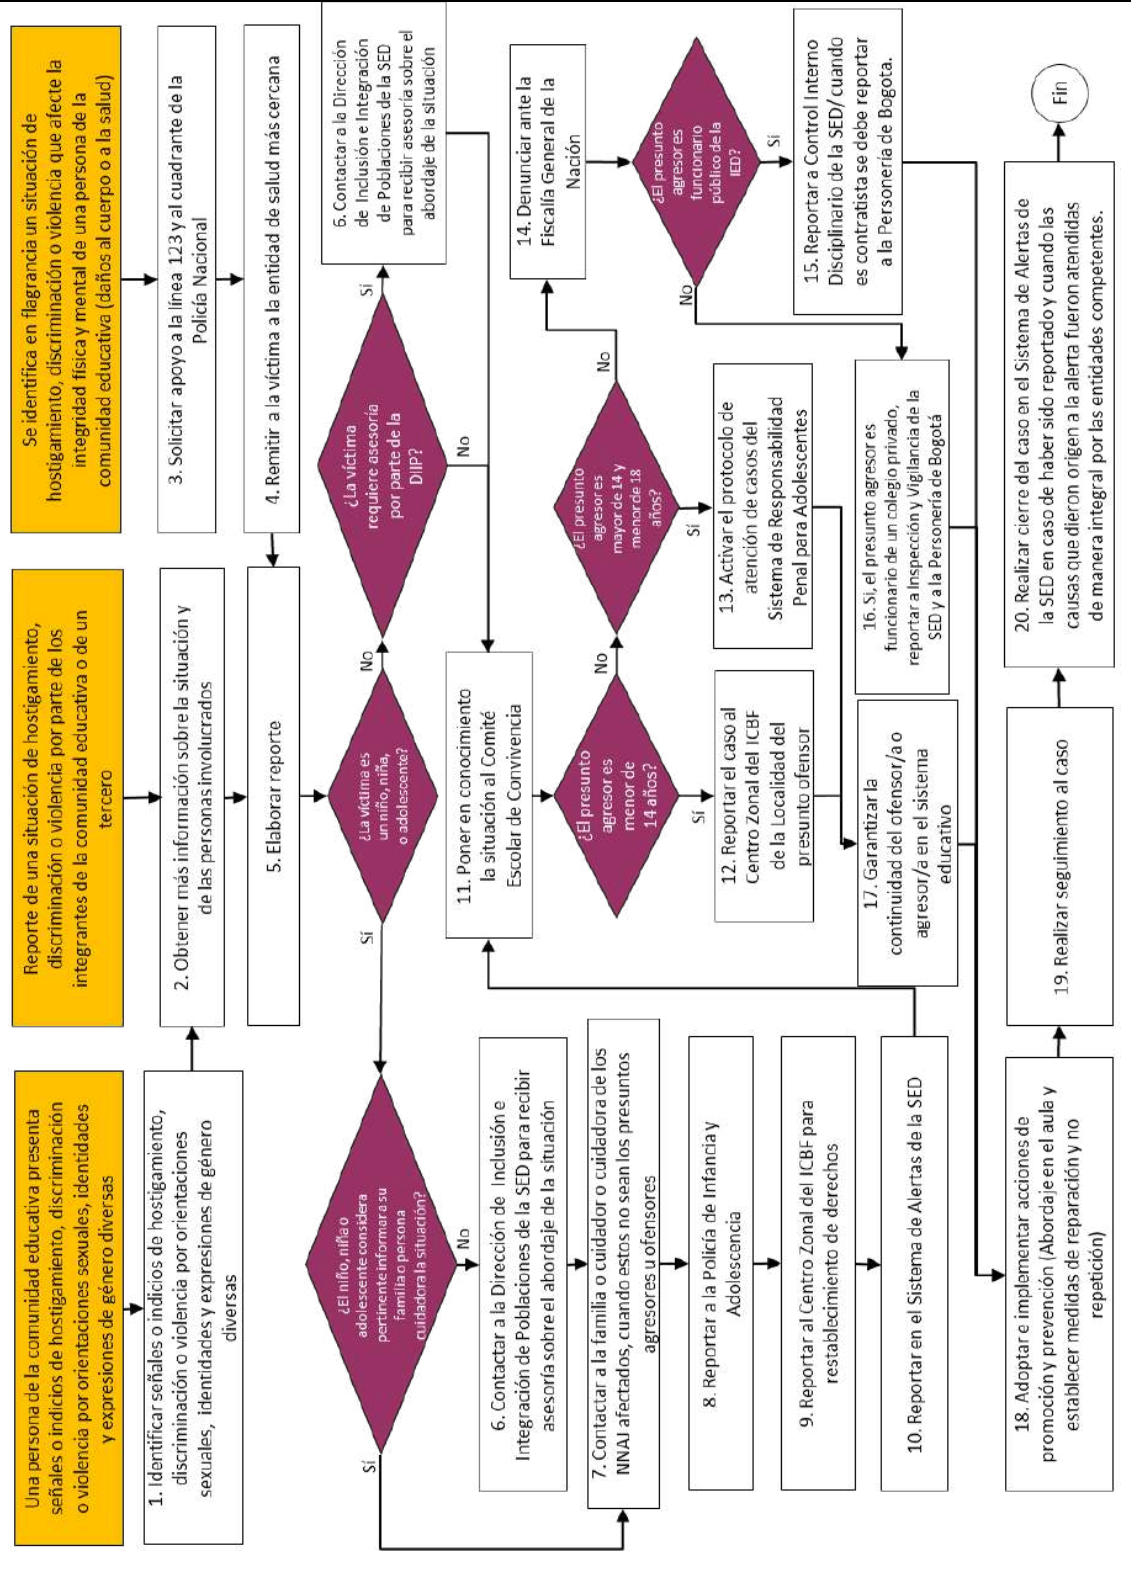 Una persona de la comunidad educativa presenta
señales o indicios de hostigamiento, discriminación
o violencia por orientaciones sexuales, identidades
y expresiones de género diversas
Reporte de una situación de hostigamiento,
discriminación o violencia por parte de los
integrantes de la comunidad educativa o de un
tercero
Se identifica en flagrancia un situación de
hostigamiento, discriminación o violencia que afecte la
integridad física y mental de una persona de la
comunidad educativa (daños al cuerpo o a la salud)
1. Identificar señales o indicios de hostigamiento,
discriminación o violencia por orientaciones
sexuales, identidades y expresiones de género
diversas
2. Obtener más información sobre la situación y
de las personas involucrados
3. Solicitar apoyo a la línea 123 y al cuadrante de la
Policía Nacional
4. Remitir a la víctima a la entidad de salud más cercana
5. Elaborar reporte
¿La víctima es
un niño, niña,
o adolescente?
Sí
No
¿La víctima
requiere asesoría
por parte de la
DIIP?
Sí
No
6. Contactar a la Dirección
de Inclusión e Integración
de Poblaciones de la SED
para recibir asesoría sobre el
abordaje de la situación
¿El niño, niña o
adolescente considera
pertinente informar a su
familia o persona
cuidadora la situación?
Sí
No
6. Contactar a la Dirección de Inclusión e
Integración de Poblaciones de la SED para recibir
asesoría sobre el abordaje de la situación
7. Contactar a la familia o cuidador o cuidadora de los
NNAJ afectados, cuando estos no sean los presuntos
agresores u ofensores
8. Reportar a la Policía de Infancia y
Adolescencia
9. Reportar al Centro Zonal del ICBF para
restablecimiento de derechos
10. Reportar en el Sistema de Alertas de la SED
11. Poner en conocimiento
la situación al Comité
Escolar de Convivencia
¿El presunto
agresor es
menor de
14 años?
Sí
No
12. Reportar el caso al
Centro Zonal del ICBF
de la Localidad del
presunto ofensor
¿El presunto
agresor es
mayor de 14 y
menor de 18
años?
Sí
No
13. Activar el protocolo de
atención de casos del
Sistema de Responsabilidad
Penal para Adolescentes
14. Denunciar ante la
Fiscalía General de la
Nación
¿El presunto
agresor es
funcionario
público de la
IED?
Sí
No
15. Reportar a Control Interno
Disciplinario de la SED/ cuando
es contratista se debe reportar
a la Personería de Bogota.
16. Si, el presunto agresor es
funcionario de un colegio privado,
reportar a Inspección y Vigilancia de la
SED y a la Personería de Bogotá
17. Garantizar la
continuidad del ofensor/a o
agresor/a en el sistema
educativo
18. Adoptar e implementar acciones de
promoción y prevención (Abordaje en el aula y
establecer medidas de reparación y no
repetición)
19. Realizar seguimiento al caso
20. Realizar cierre del caso en el Sistema de Alertas de
la SED en caso de haber sido reportado y cuando las
causas que dieron origen a la alerta fueron atendidas
de manera integral por las entidades competentes.
Fin